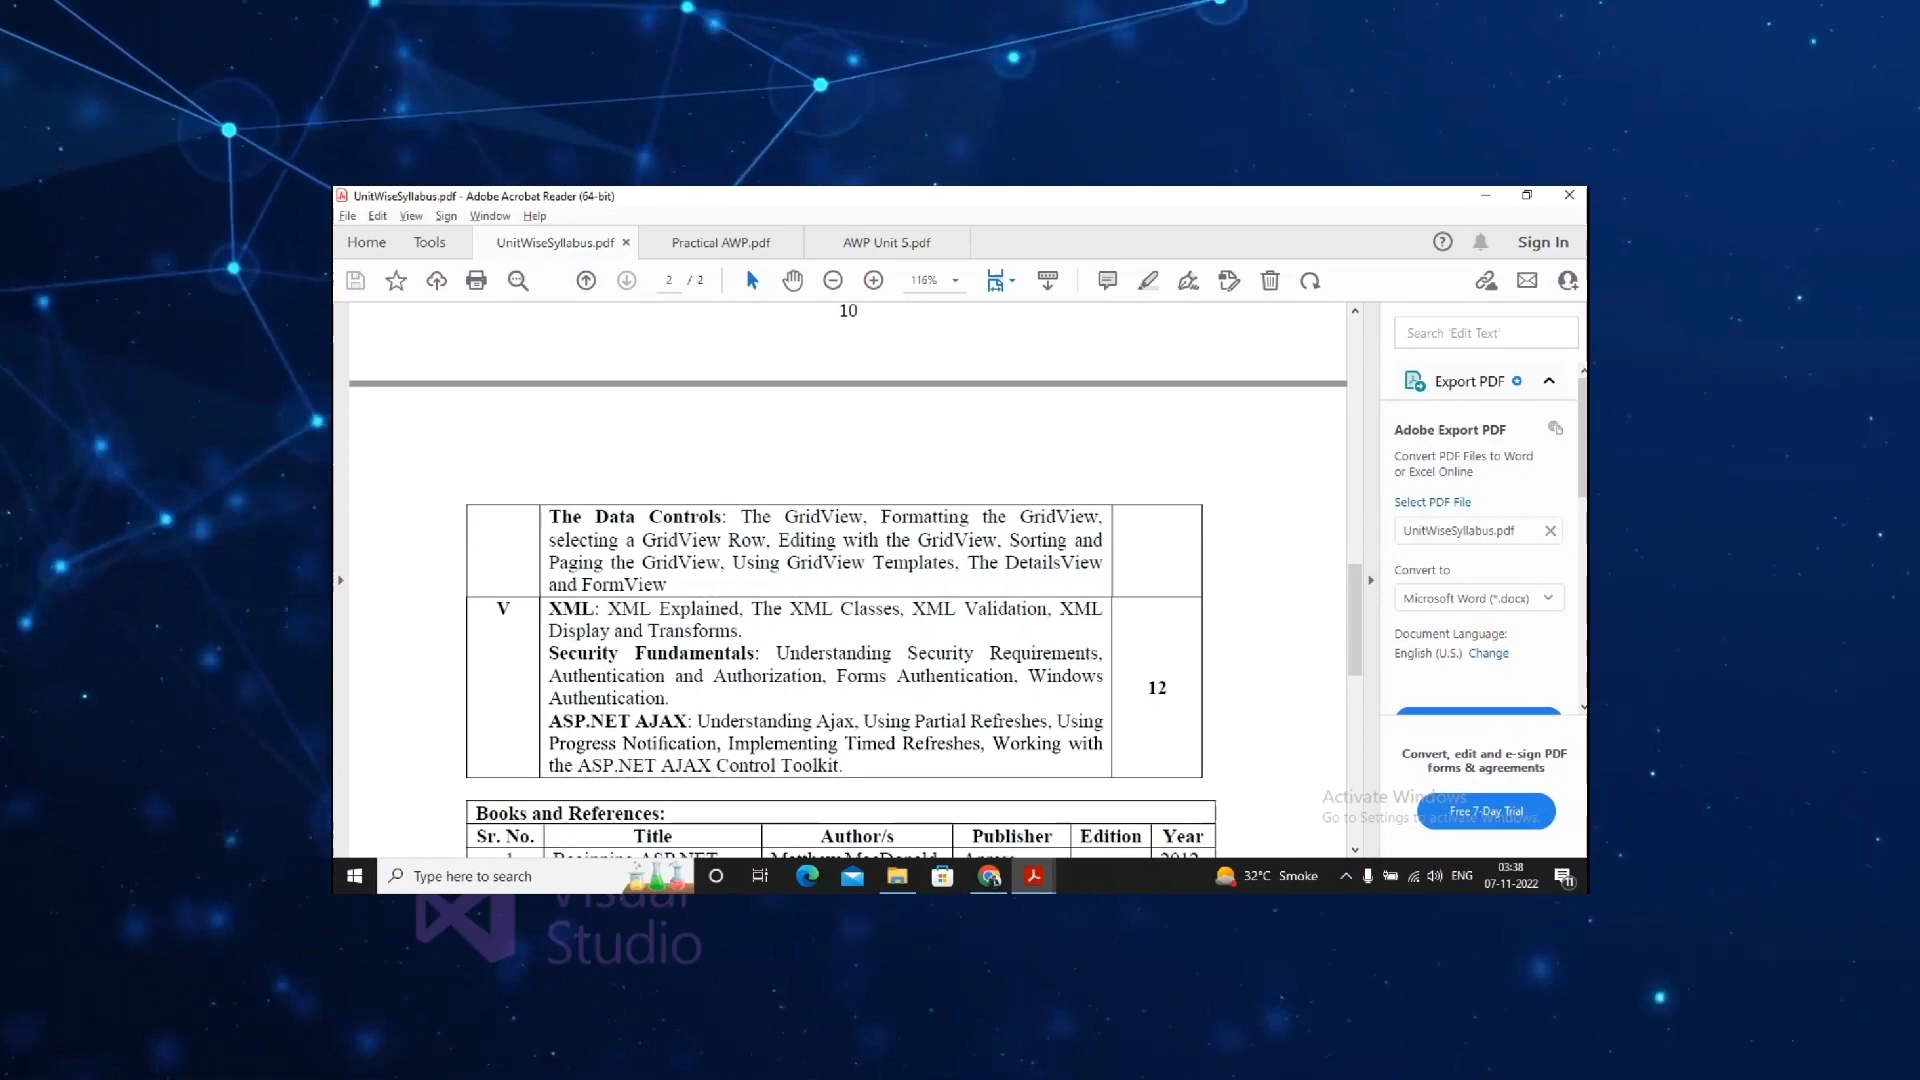 UnitWiseSyllabus.pdf - Adobe Acrobat Reader (64-bit)
File Edit View Sign Window Help
Home Tools UnitWiseSyllabus.pdf Practical AWP.pdf AWP Unit 5.pdf Sign In
2 / 2 116%
10
Search 'Edit Text'
Export PDF
Adobe Export PDF
Convert PDF Files to Word
or Excel Online
Select PDF File
UnitWiseSyllabus.pdf
Convert to
Microsoft Word (*.docx)
Document Language:
English (U.S.) Change
Convert, edit and e-sign PDF
forms & agreements
Free 7-Day Trial
Activate Windows
Go to Settings to activate Windows.
The Data Controls: The GridView, Formatting the GridView,
selecting a GridView Row, Editing with the GridView, Sorting and
Paging the GridView, Using GridView Templates, The DetailsView
and FormView
V XML: XML Explained, The XML Classes, XML Validation, XML
Display and Transforms.
Security Fundamentals: Understanding Security Requirements,
Authentication and Authorization, Forms Authentication, Windows
Authentication.
12
ASP.NET AJAX: Understanding Ajax, Using Partial Refreshes, Using
Progress Notification, Implementing Timed Refreshes, Working with
the ASP.NET AJAX Control Toolkit.
Books and References:
Sr. No. Title Author/s Publisher Edition Year
Type here to search
32°C Smoke ENG
03:38
07-11-2022
11
Visual
Studio